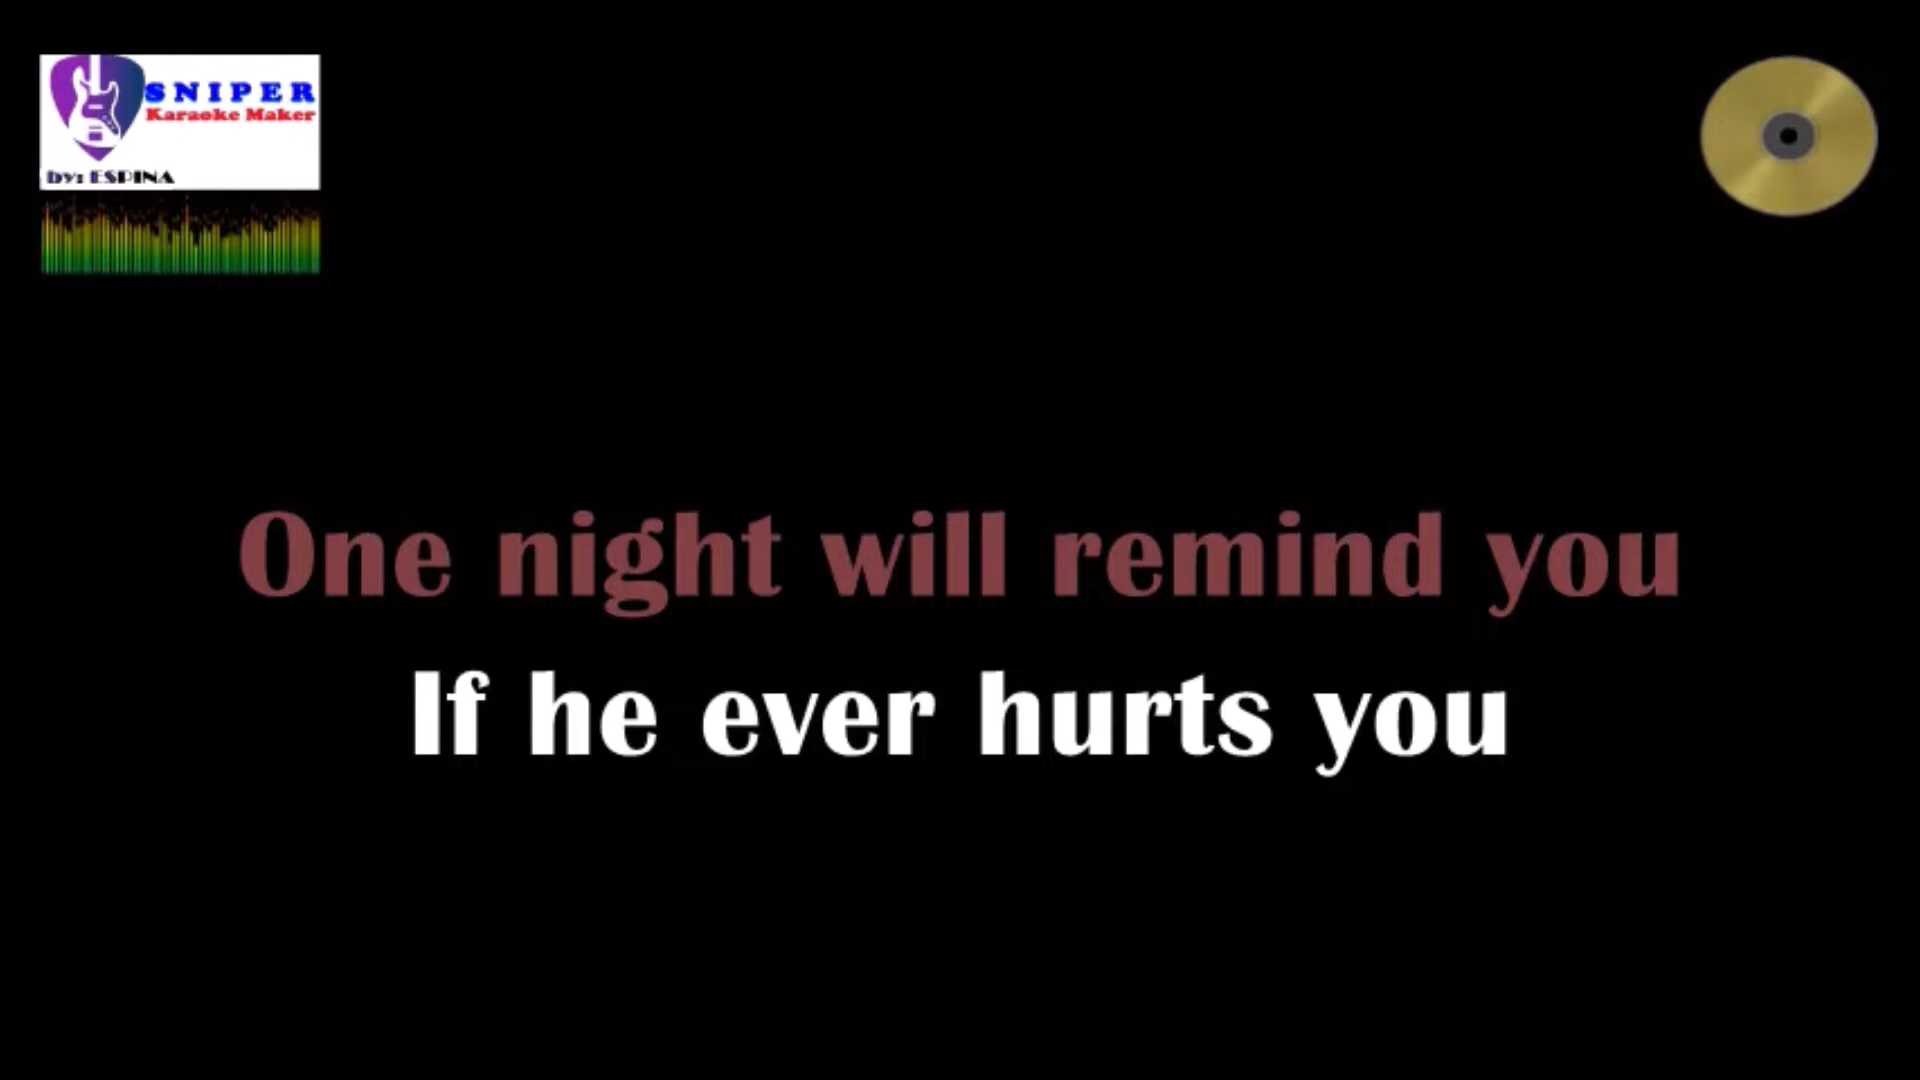 SNIPER
Karaoke Maker
by: ESPINA
One night will remind you
If he ever hurts you